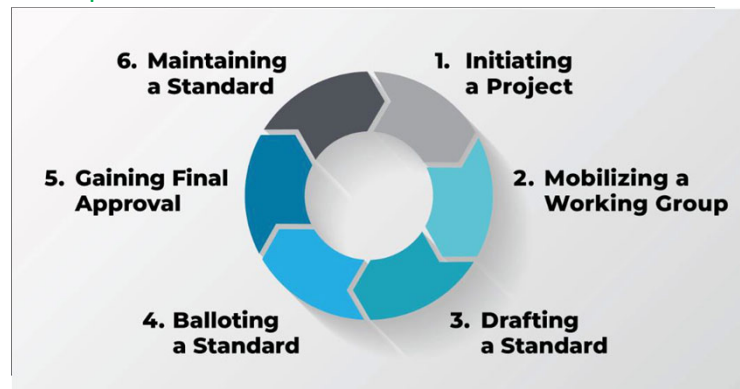 1. Initiating
a Project
2. Mobilizing a
Working Group
3. Drafting
a Standard
4. Balloting
a Standard
5. Gaining Final
Approval
6. Maintaining
a Standard